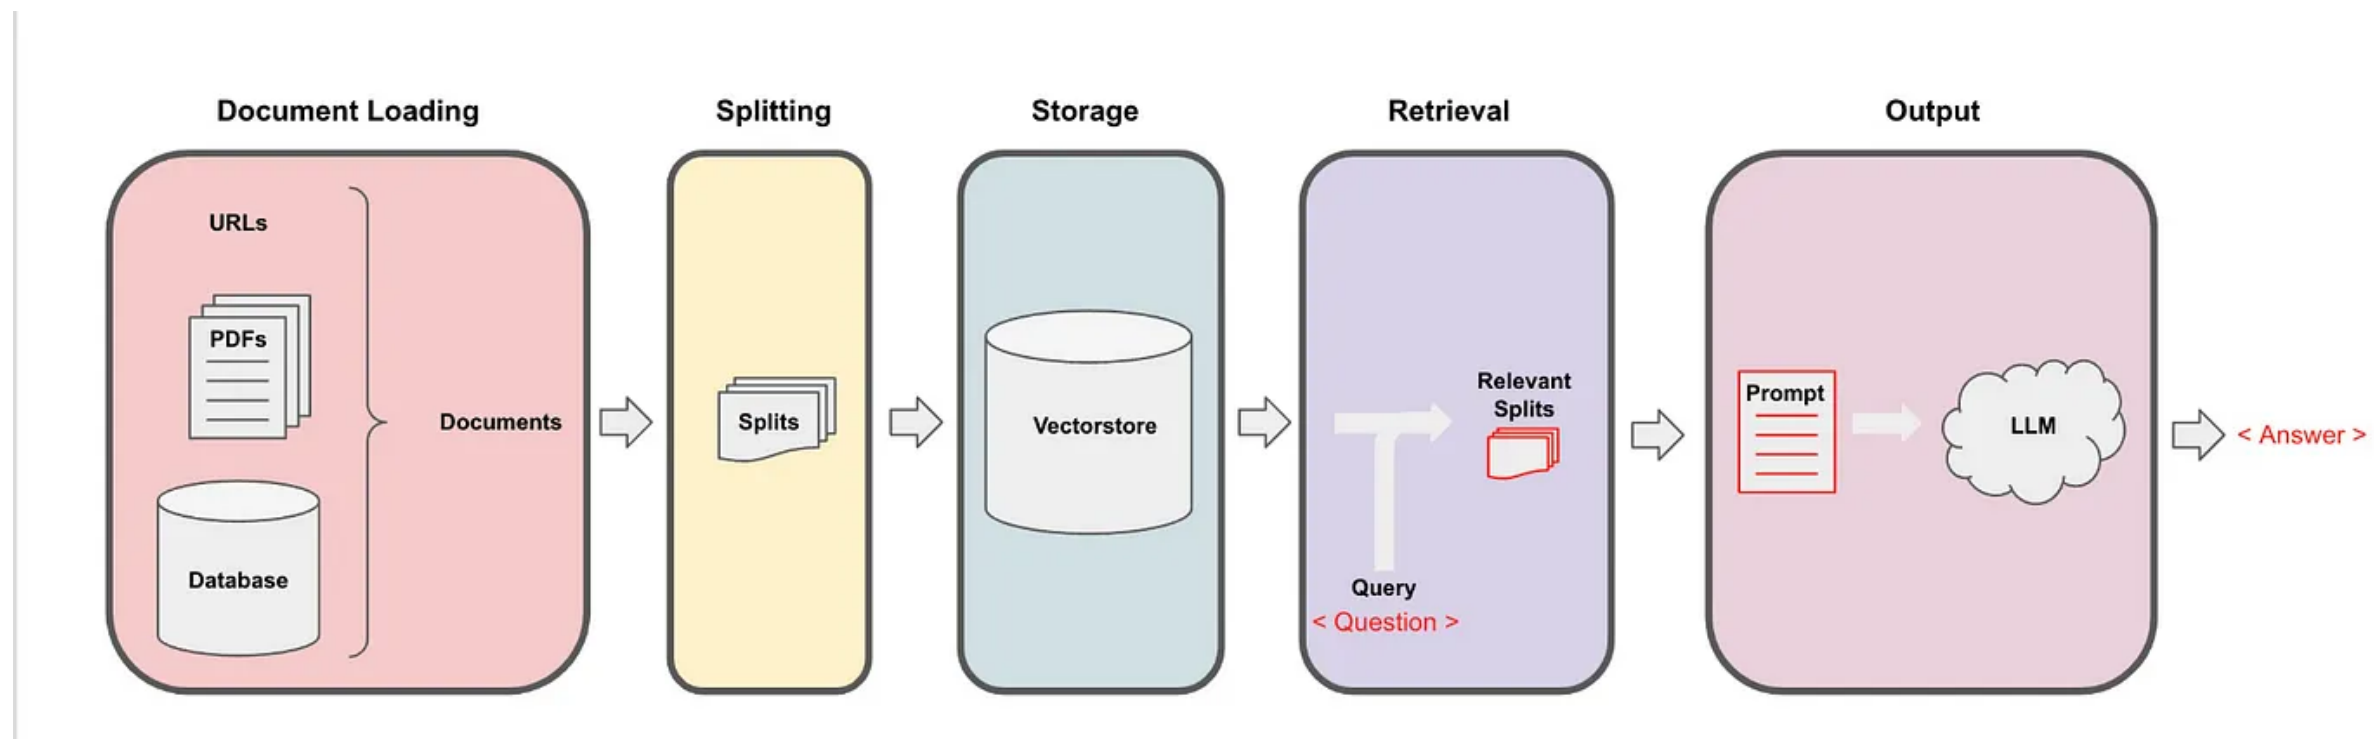 Document Loading
Splitting
Storage
Retrieval
Output
URLs
PDFs
Database
Documents
Splits
Vectorstore
Relevant
Splits
Query
< Question >
Prompt
LLM
< Answer >